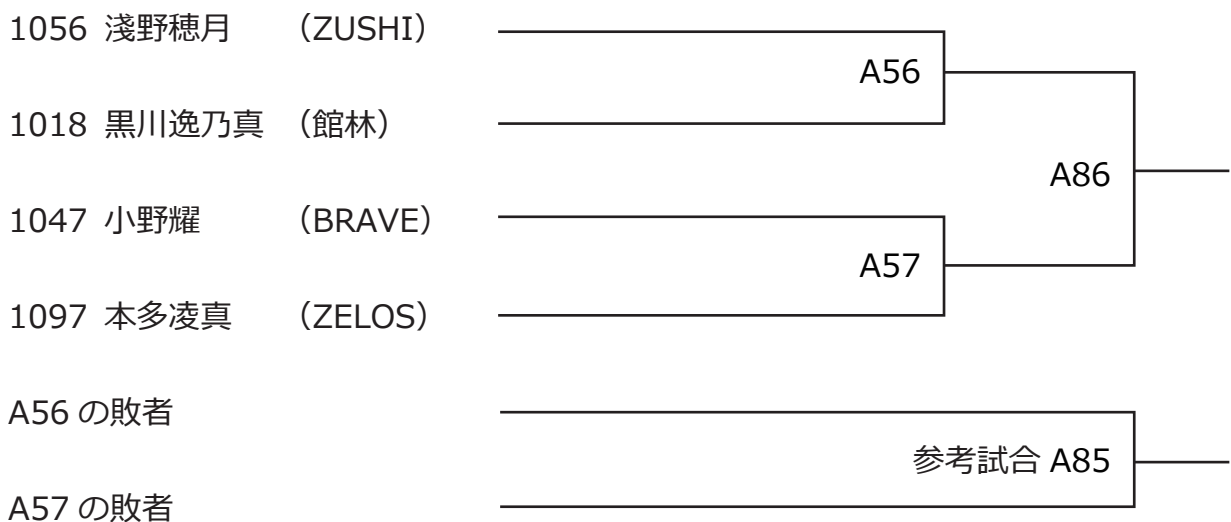 1056 淺野穂月 （ZUSHI）
A56
1018 黒川逸乃真 （館林）
A86
1047 小野耀 （BRAVE）
A57
1097 本多凌真 （ZELOS）
A56 の敗者
参考試合 A85
A57 の敗者